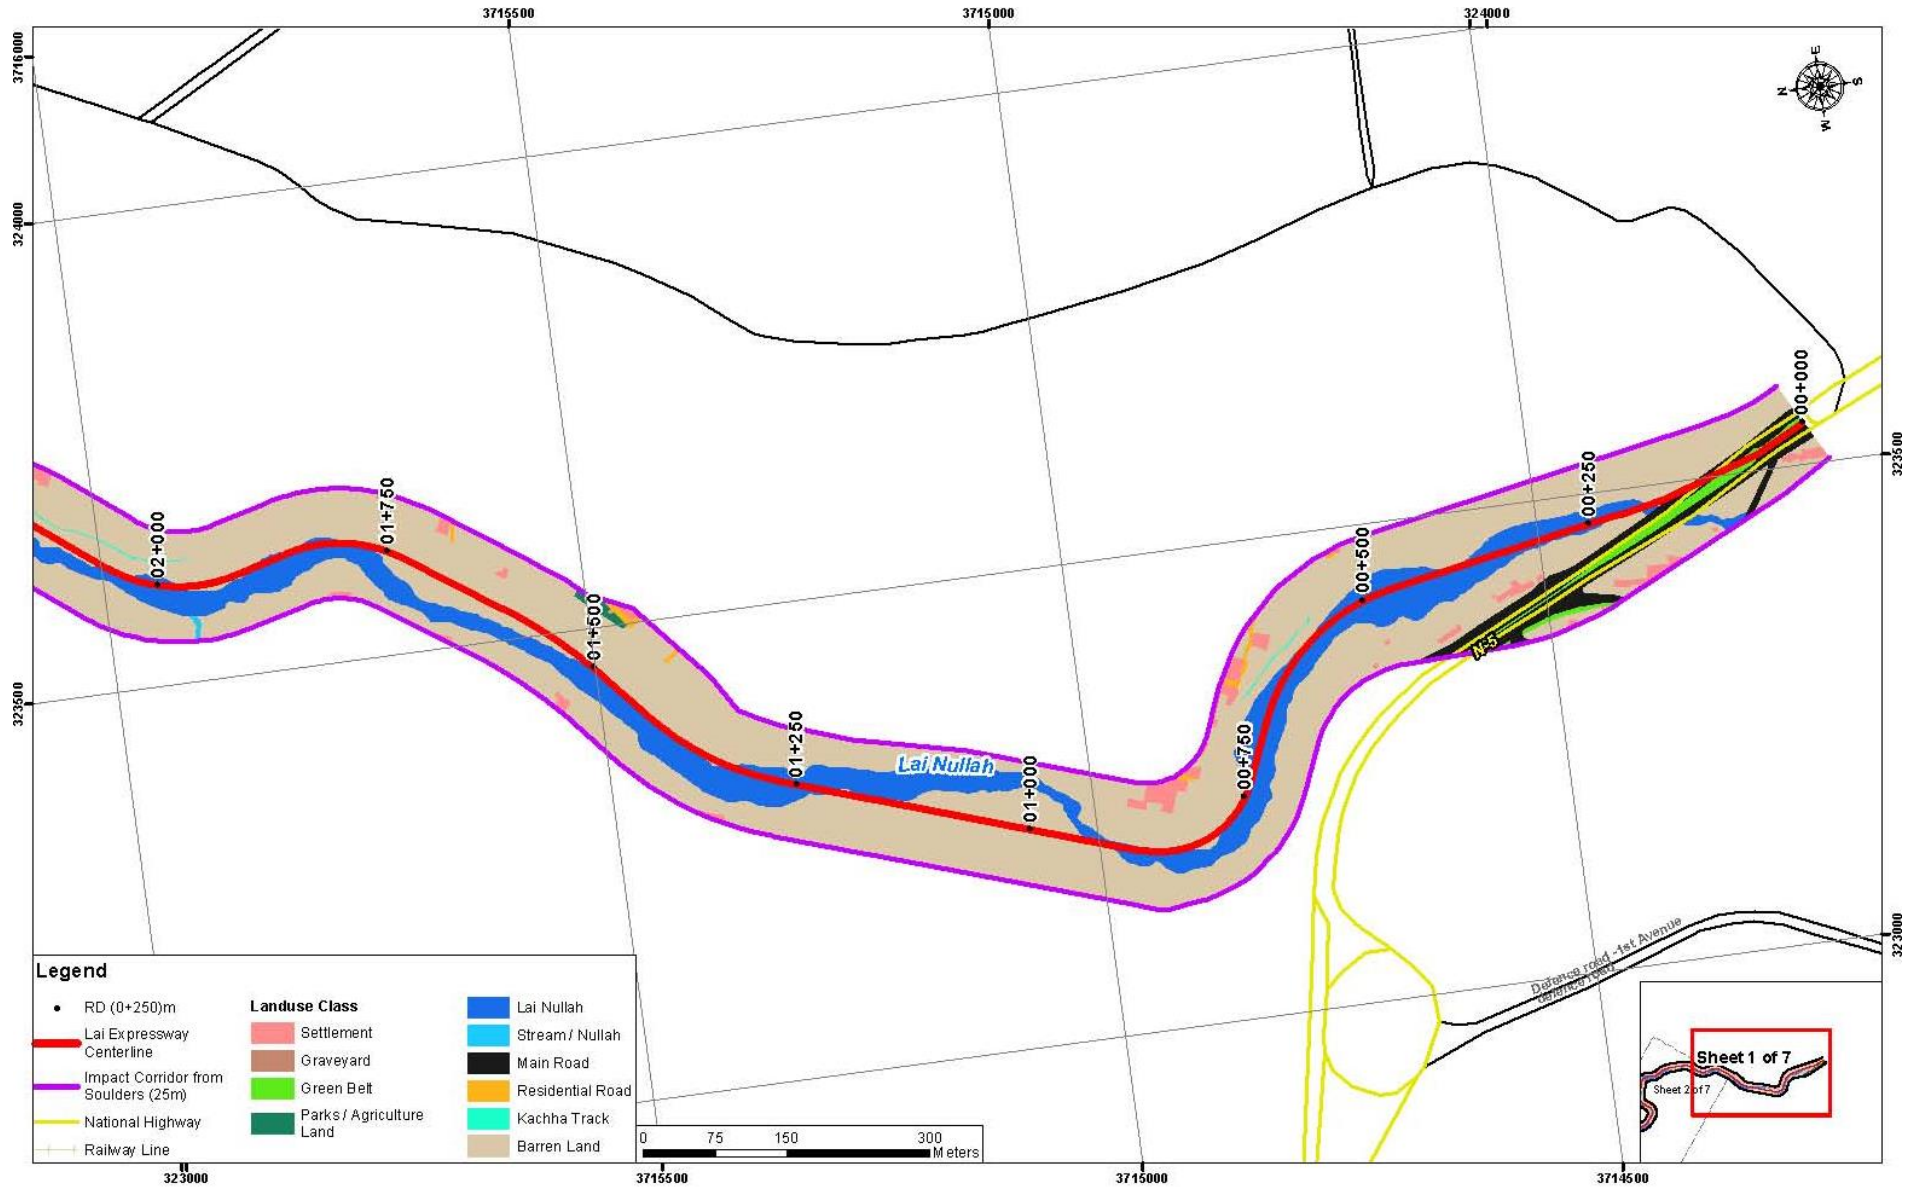 3715500
3715000
324000
3716000
E
N
S
W
324000
00+000
01+750
00+250
323500
02+000
00+500
01+500
N-5
323500
01+250
00+750
Lai Nullah
01+000
323000
Defence road -1st Avenue
defence road
Legend
RD (0+250)m
Lai Expressway
Centerline
Impact Corridor from
Soulders (25m)
National Highway
Railway Line
Landuse Class
Settlement
Graveyard
Green Belt
Parks / Agriculture
Land
Lai Nullah
Stream / Nullah
Main Road
Residential Road
Kachha Track
Barren Land
0 75 150 300
Meters
Sheet 1 of 7
Sheet 2 of 7
323000
3715500
3715000
3714500